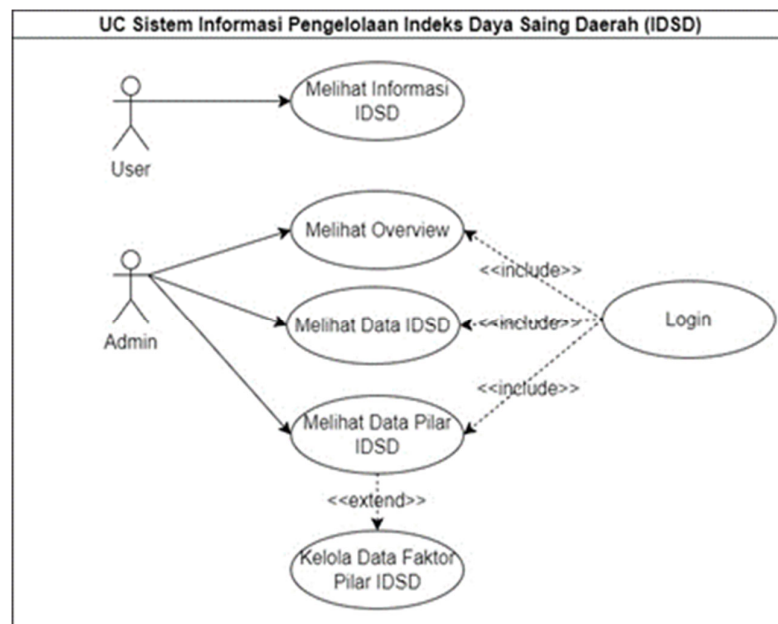 UC Sistem Informasi Pengelolaan Indeks Daya Saing Daerah (IDSD)
Melihat Informasi
IDSD
User
Melihat Overview
<<include>>
Admin
Melihat Data IDSD
<<include>>
Login
<<include>>
Melihat Data Pilar
IDSD
<<extend>>
Kelola Data Faktor
Pilar IDSD